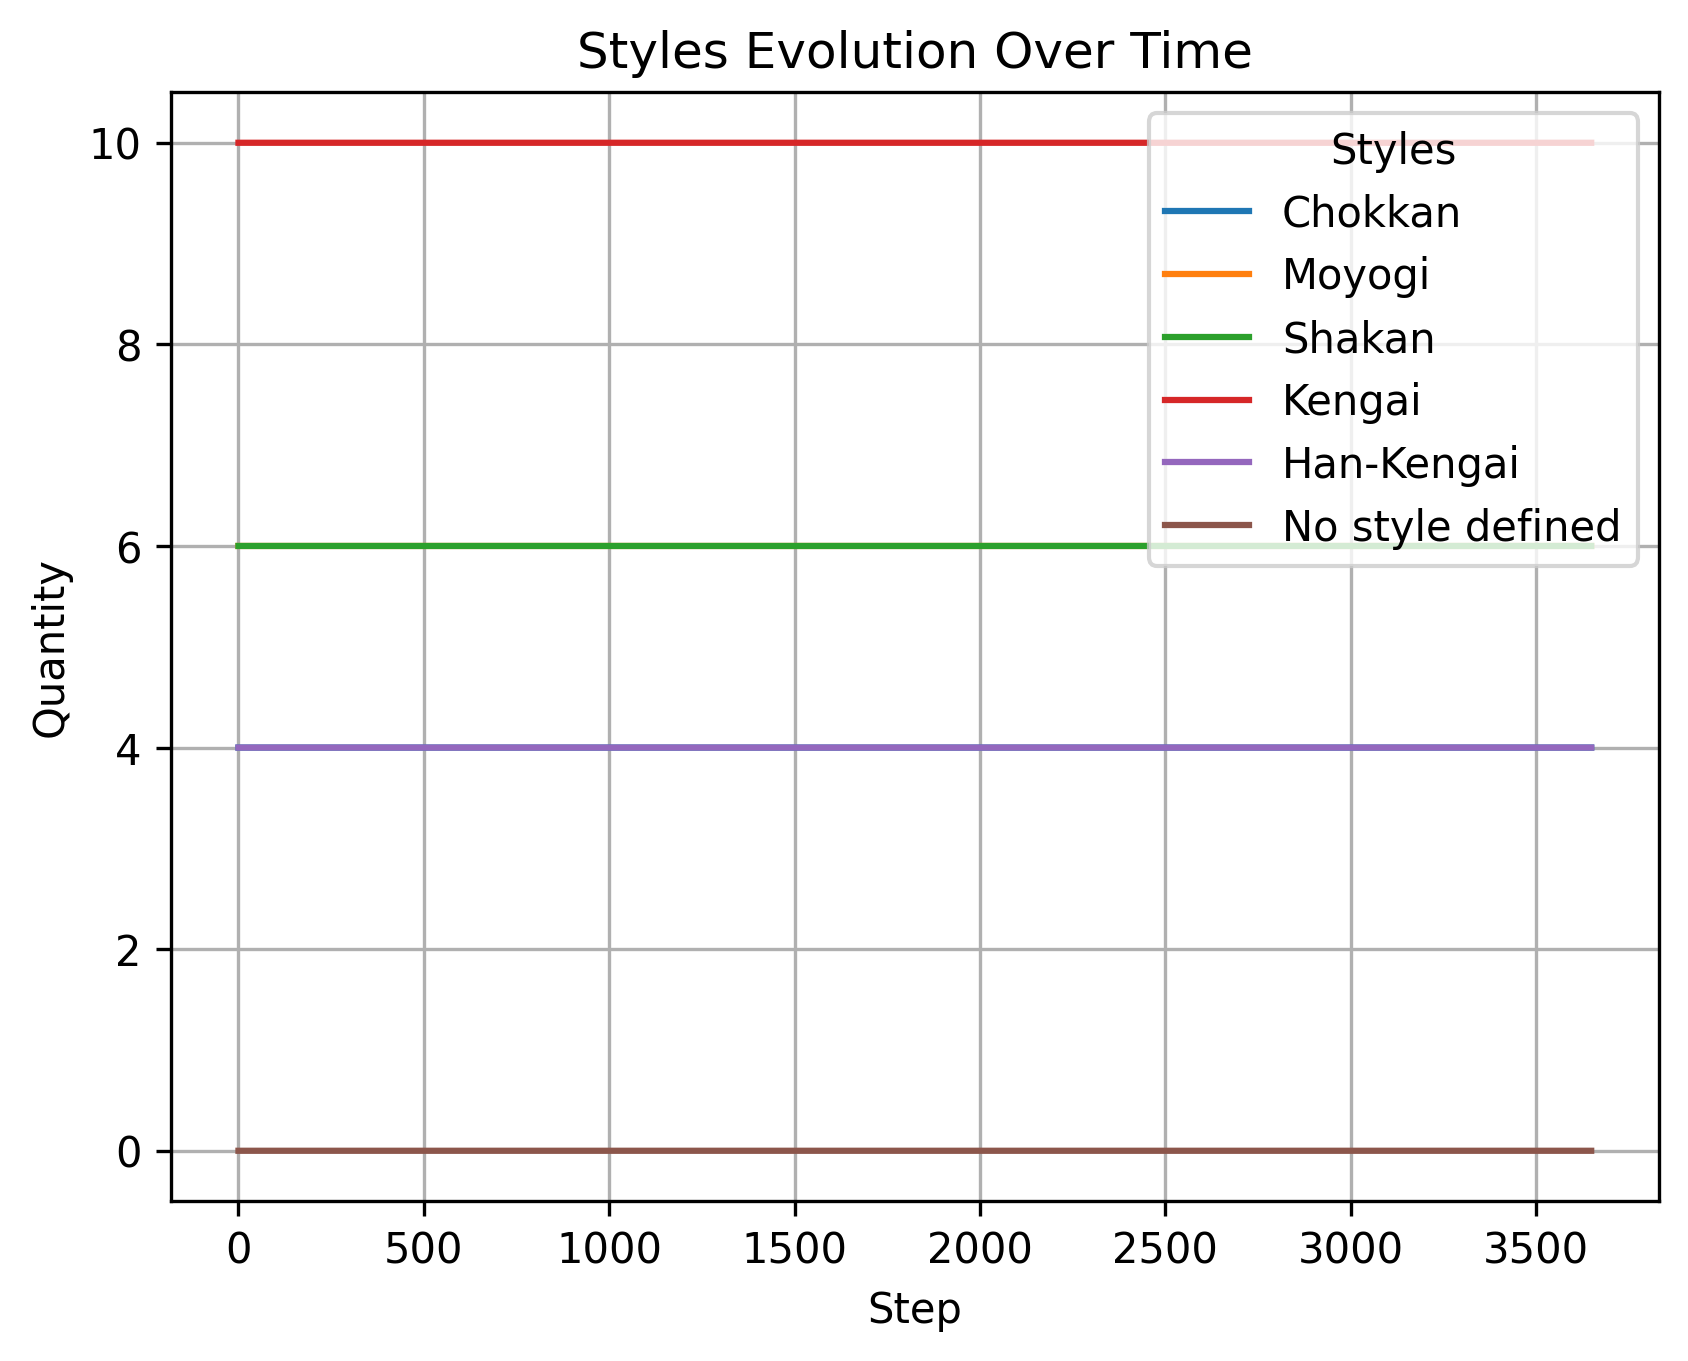 Styles Evolution Over Time
10
8
6
4
2
0
Quantity
Styles
Chokkan
Moyogi
Shakan
Kengai
Han-Kengai
No style defined
0 500 1000 1500 2000 2500 3000 3500
Step